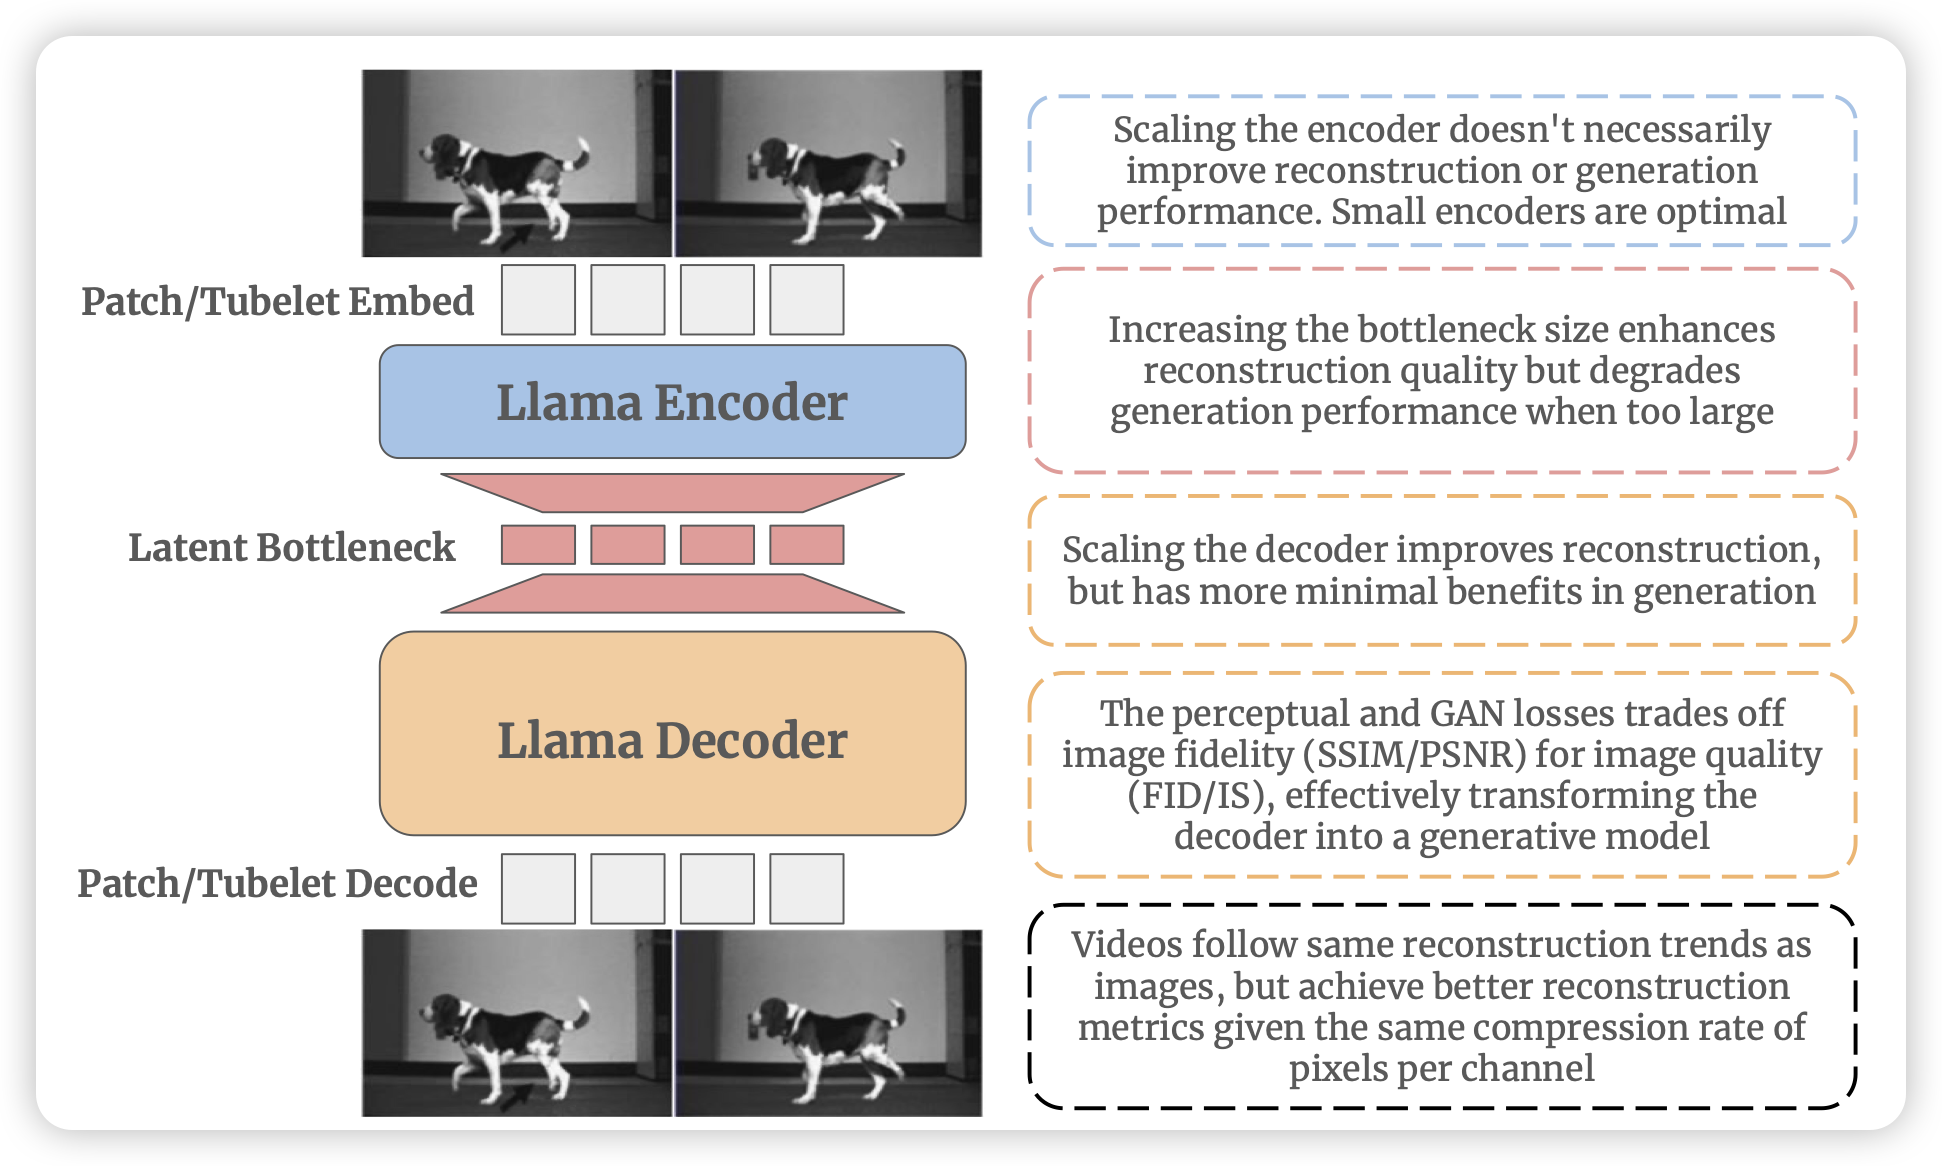 Patch/Tubelet Embed
Llama Encoder
Latent Bottleneck
Llama Decoder
Patch/Tubelet Decode
Scaling the encoder doesn't necessarily
improve reconstruction or generation
performance. Small encoders are optimal
Increasing the bottleneck size enhances
reconstruction quality but degrades
generation performance when too large
Scaling the decoder improves reconstruction,
but has more minimal benefits in generation
The perceptual and GAN losses trades off
image fidelity (SSIM/PSNR) for image quality
(FID/IS), effectively transforming the
decoder into a generative model
Videos follow same reconstruction trends as
images, but achieve better reconstruction
metrics given the same compression rate of
pixels per channel